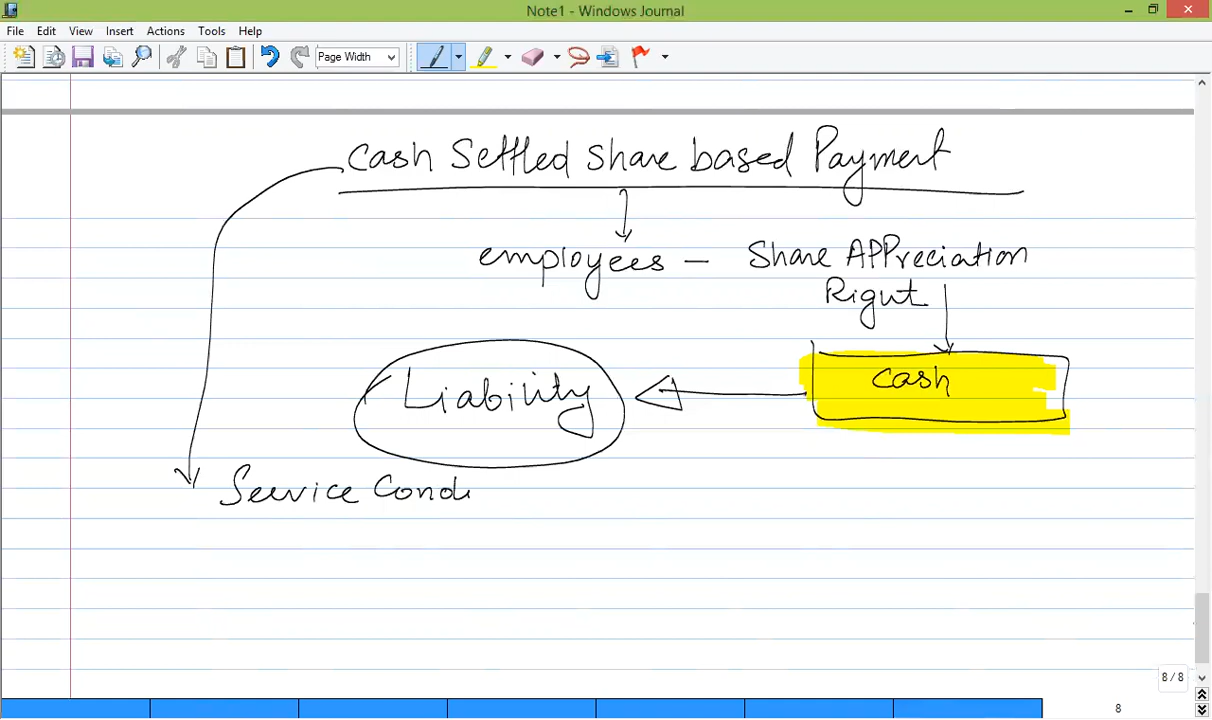 Note1 - Windows Journal
File Edit View Insert Actions Tools Help
Page Width
Cash Settled Share based Payment
employees - Share APPreciation
Right
Cash
Liability
Service Cond
8 / 8
8